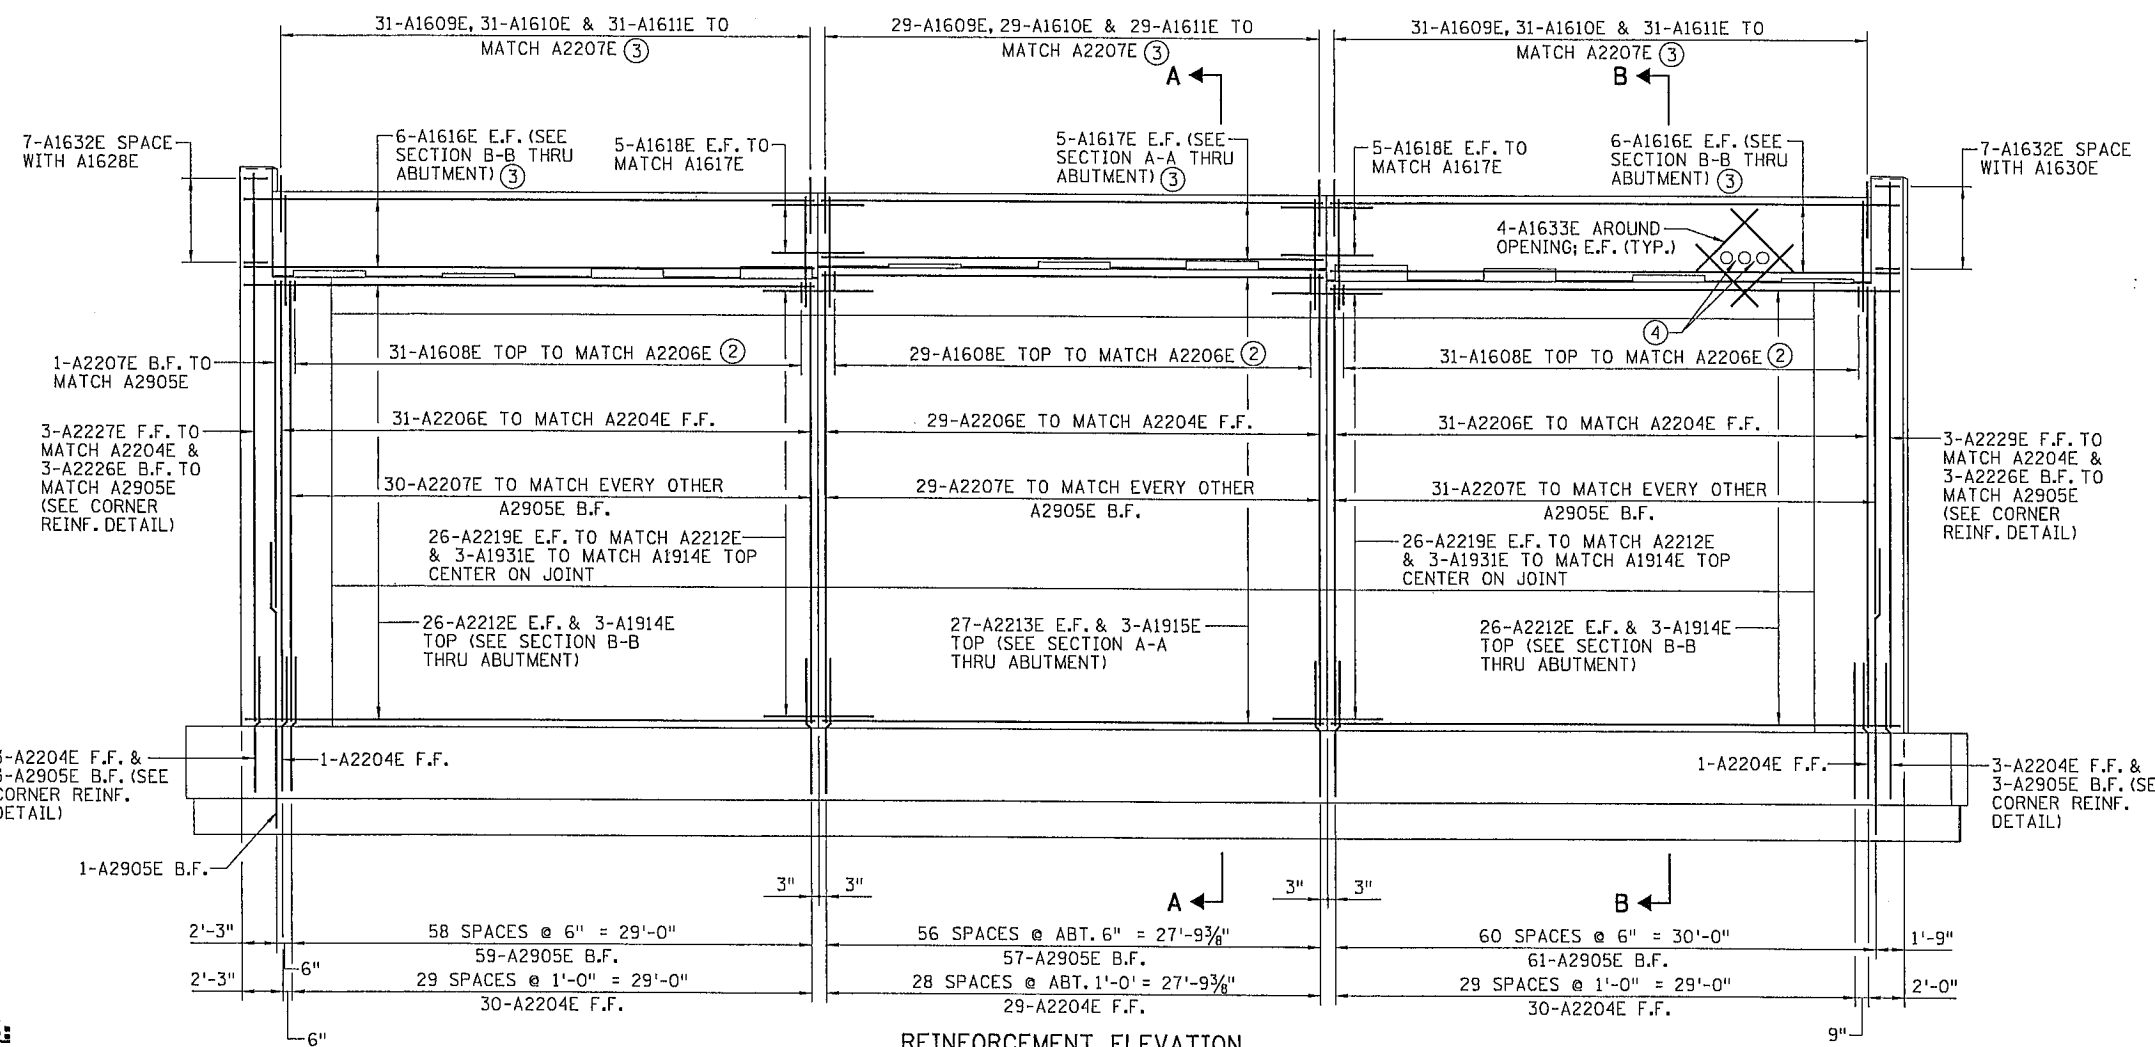 31-A1609E, 31-A1610E & 31-A1611E TO
MATCH A2207E ③
29-A1609E, 29-A1610E & 29-A1611E TO
MATCH A2207E ③
31-A1609E, 31-A1610E & 31-A1611E TO
MATCH A2207E ③
A
B
7-A1632E SPACE
WITH A1628E
6-A1616E E.F. (SEE
SECTION B-B THRU
ABUTMENT) ③
5-A1618E E.F. TO
MATCH A1617E
5-A1617E E.F. (SEE
SECTION A-A THRU
ABUTMENT) ③
5-A1618E E.F. TO
MATCH A1617E
6-A1616E E.F. (SEE
SECTION B-B THRU
ABUTMENT) ③
7-A1632E SPACE
WITH A1630E
4-A1633E AROUND
OPENING; E.F. (TYP.)
④
1-A2207E B.F. TO
MATCH A2905E
31-A1608E TOP TO MATCH A2206E ②
29-A1608E TOP TO MATCH A2206E ②
31-A1608E TOP TO MATCH A2206E ②
3-A2227E F.F. TO
MATCH A2204E &
3-A2226E B.F. TO
MATCH A2905E
(SEE CORNER
REINF. DETAIL)
31-A2206E TO MATCH A2204E F.F.
29-A2206E TO MATCH A2204E F.F.
31-A2206E TO MATCH A2204E F.F.
3-A2229E F.F. TO
MATCH A2204E &
3-A2226E B.F. TO
MATCH A2905E
(SEE CORNER
REINF. DETAIL)
30-A2207E TO MATCH EVERY OTHER
A2905E B.F.
29-A2207E TO MATCH EVERY OTHER
A2905E B.F.
31-A2207E TO MATCH EVERY OTHER
A2905E B.F.
26-A2219E E.F. TO MATCH A2212E
& 3-A1931E TO MATCH A1914E TOP
CENTER ON JOINT
26-A2219E E.F. TO MATCH A2212E
& 3-A1931E TO MATCH A1914E TOP
CENTER ON JOINT
26-A2212E E.F. & 3-A1914E
TOP (SEE SECTION B-B
THRU ABUTMENT)
27-A2213E E.F. & 3-A1915E
TOP (SEE SECTION A-A
THRU ABUTMENT)
26-A2212E E.F. & 3-A1914E
TOP (SEE SECTION B-B
THRU ABUTMENT)
-A2204E F.F. &
-A2905E B.F. (SEE
CORNER REINF.
DETAIL)
1-A2204E F.F.
1-A2204E F.F.
3-A2204E F.F. &
3-A2905E B.F. (SE
CORNER REINF.
DETAIL)
1-A2905E B.F.
3" 3"
A
3" 3"
B
2'-3"
58 SPACES @ 6" = 29'-0"
59-A2905E B.F.
56 SPACES @ ABT. 6" = 27'-9⅜"
57-A2905E B.F.
60 SPACES @ 6" = 30'-0"
61-A2905E B.F.
1'-9"
6"
2'-3"
29 SPACES @ 1'-0" = 29'-0"
30-A2204E F.F.
28 SPACES @ ABT. 1'-0' = 27'-9⅜"
29-A2204E F.F.
29 SPACES @ 1'-0" = 29'-0"
30-A2204E F.F.
2'-0"
6"
9"
REINFORCEMENT ELEVATION